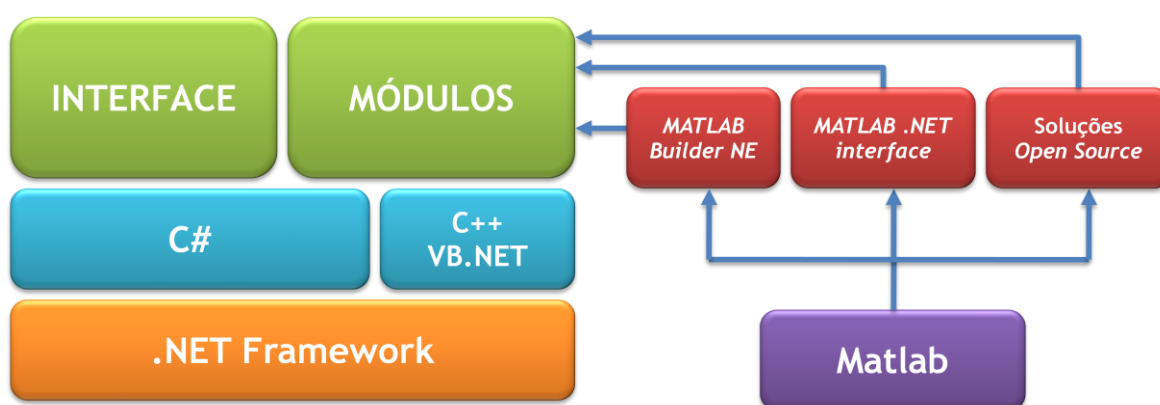 INTERFACE
MÓDULOS
MATLAB
Builder NE
MATLAB .NET
interface
Soluções
Open Source
C#
C++
VB.NET
.NET Framework
Matlab